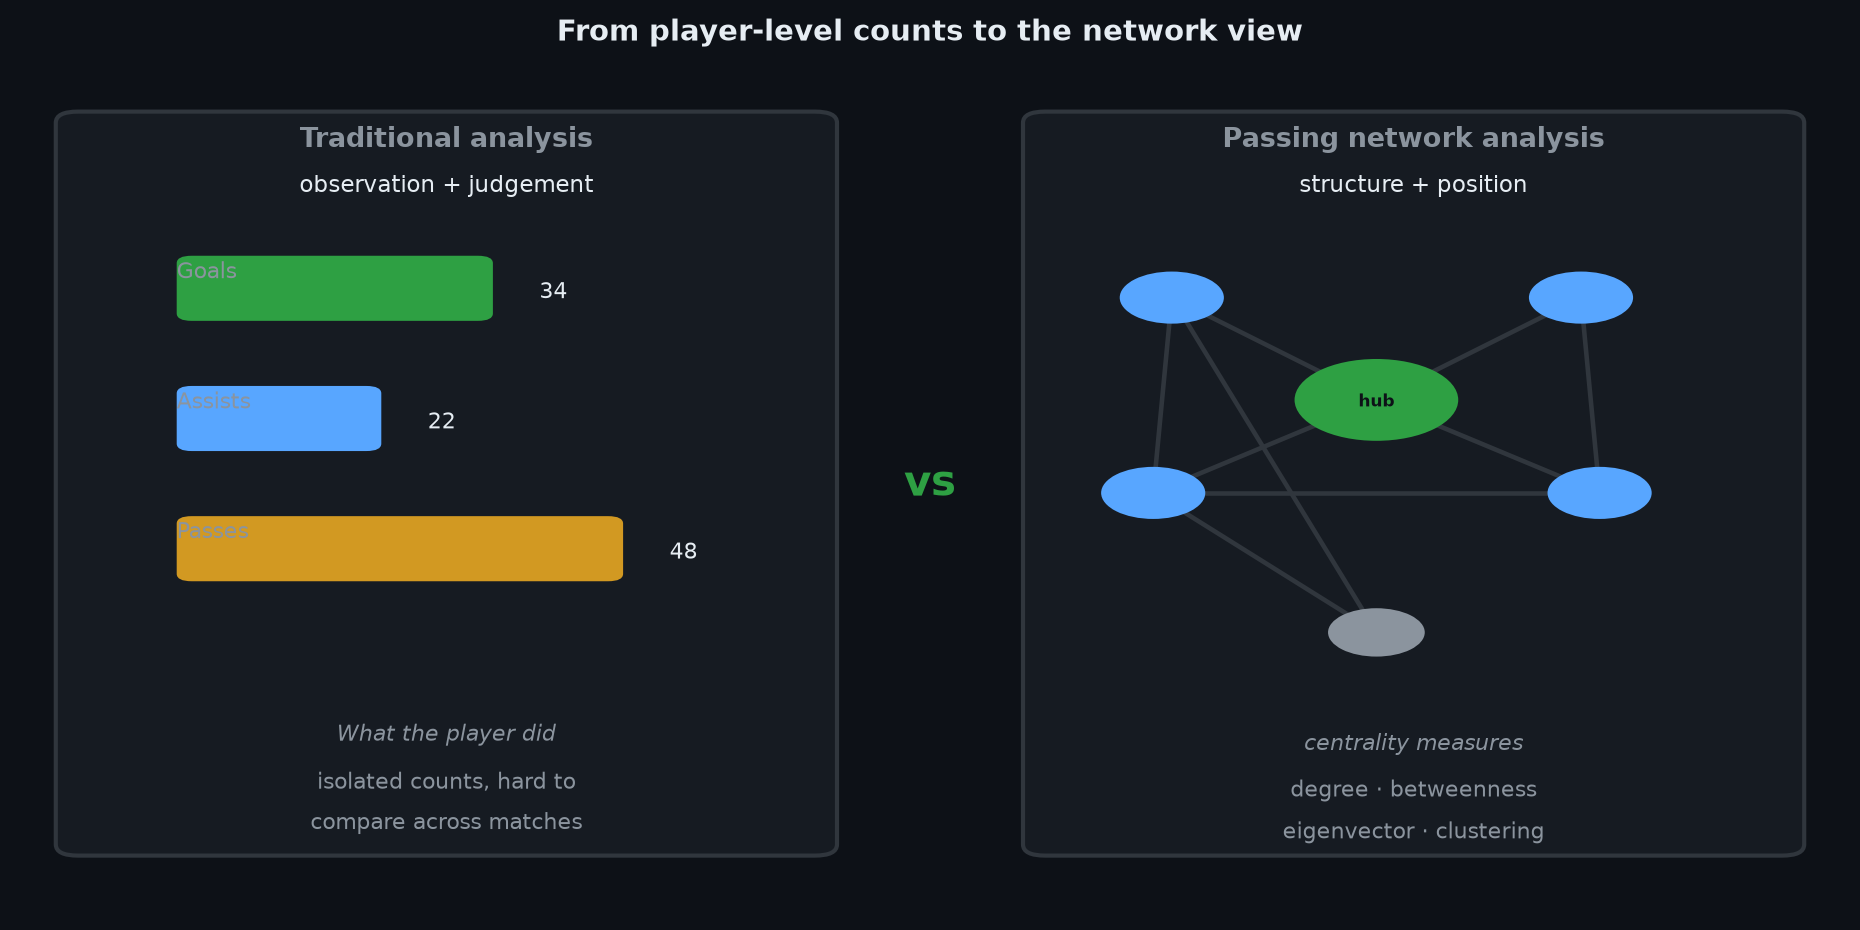 From player-level counts to the network view
Traditional analysis
observation + judgement
Goals
34
Assists
22
Passes
48
What the player did
isolated counts, hard to
compare across matches
vs
Passing network analysis
structure + position
hub
centrality measures
degree · betweenness
eigenvector · clustering